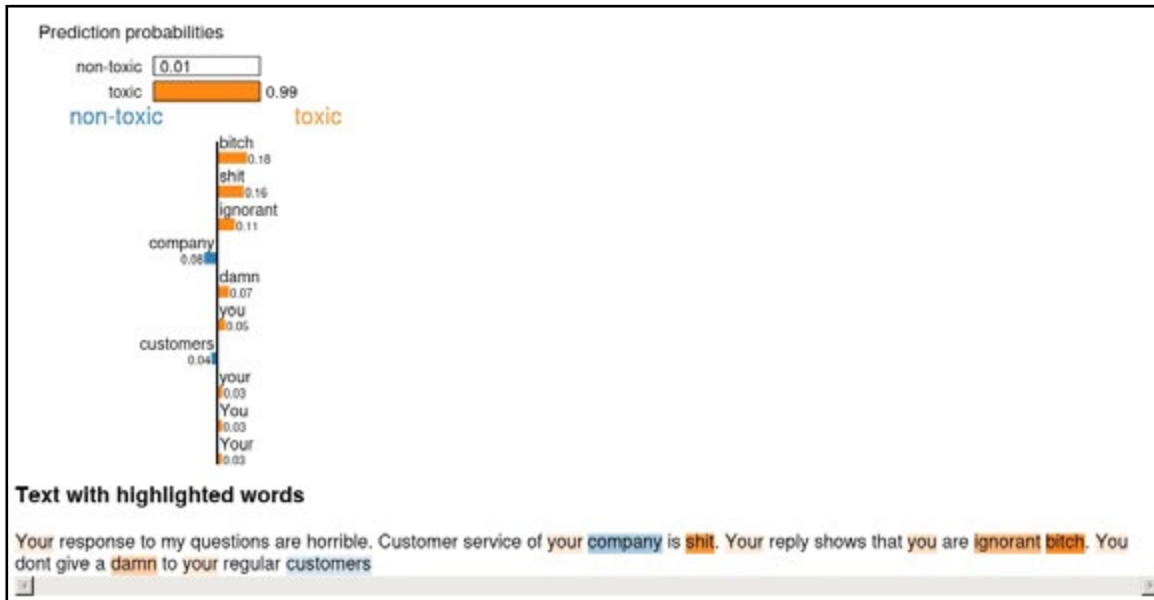 Prediction probabilities
non-toxic 0.01
toxic 0.99
non-toxic toxic
bitch
0.18
shit
0.16
ignorant
0.11
company
0.08
damn
0.07
you
0.05
customers
0.04
your
0.03
You
0.03
Your
0.03
Text with highlighted words
Your response to my questions are horrible. Customer service of your company is shit. Your reply shows that you are ignorant bitch. You
dont give a damn to your regular customers